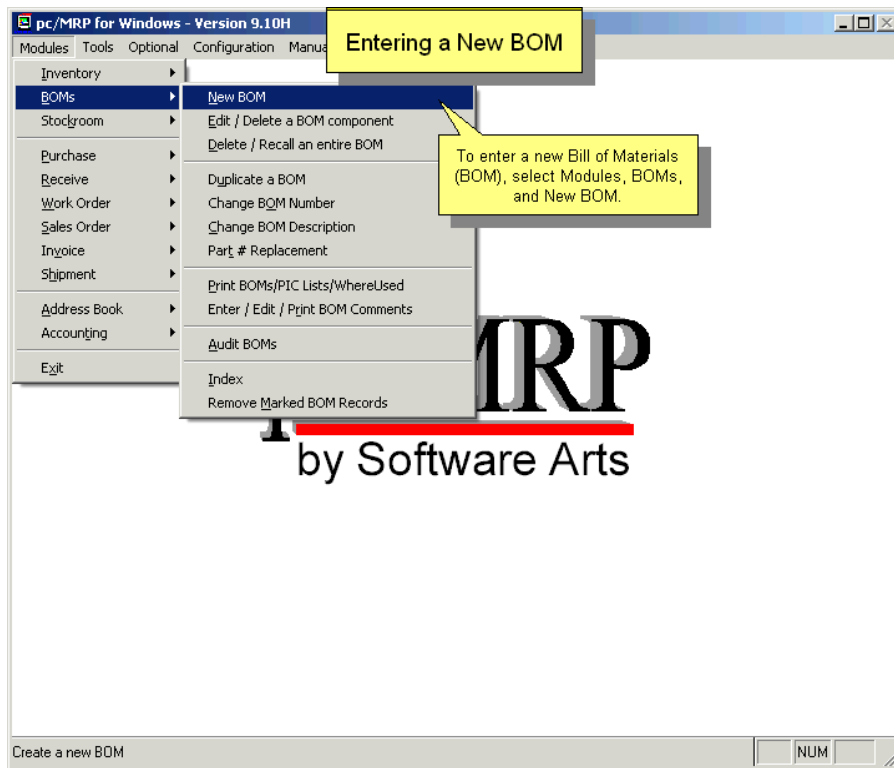 pc/MRP for Windows - Version 9.10H
Entering a New BOM
Modules Tools Optional Configuration
Inventory
BOMs
Stockroom
Purchase
Receive
Work Order
Sales Order
Invoice
Shipment
Address Book
Accounting
Exit
New BOM
Edit / Delete a BOM component
Delete / Recall an entire BOM
Duplicate a BOM
Change BOM Number
Change BOM Description
Part # Replacement
Print BOMs/PIC Lists/WhereUsed
Enter / Edit / Print BOM Comments
Audit BOMs
Index
Remove Marked BOM Records
To enter a new Bill of Materials
(BOM), select Modules, BOMs,
and New BOM.
MRP
by Software Arts
Create a new BOM
NUM